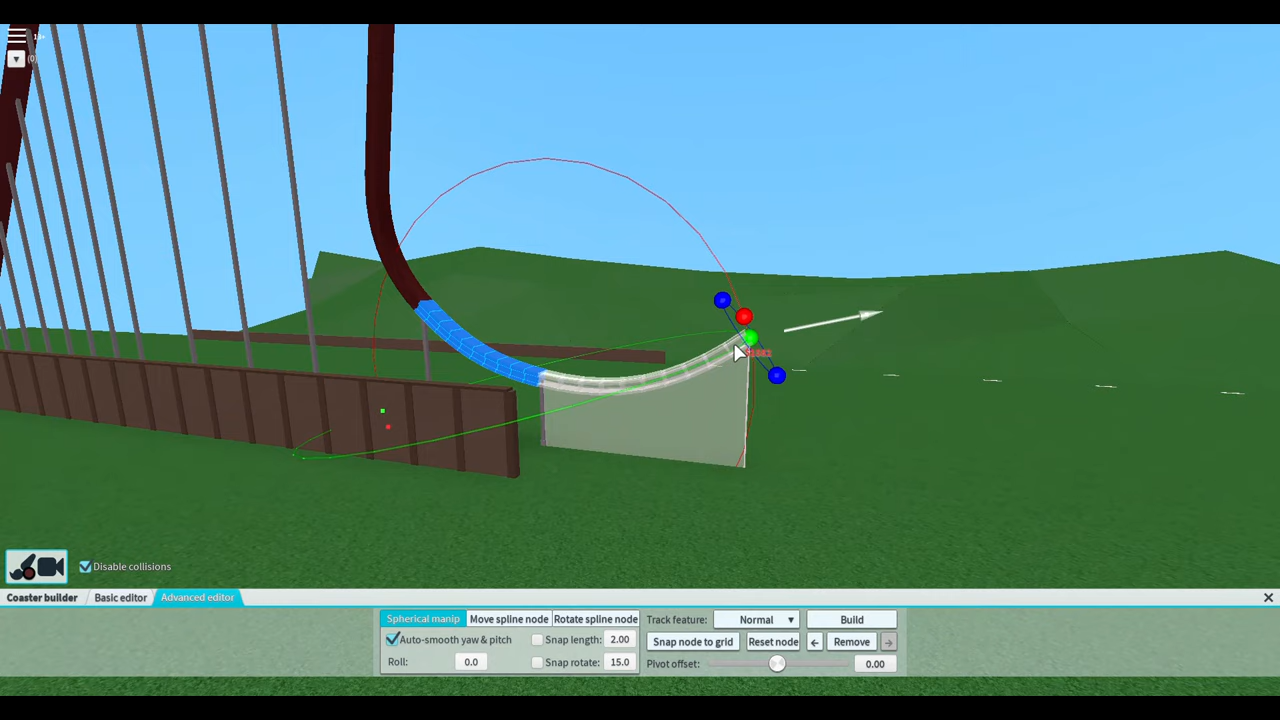 13+
(0)
Disable collisions
Coaster builder Basic editor Advanced editor
Spherical manip Move spline node Rotate spline node Track feature: Normal ▼ Build
Auto-smooth yaw & pitch Snap length: 2.00 Snap node to grid Reset node ← Remove →
Roll: 0.0 Snap rotate: 15.0 Pivot offset: 0.00